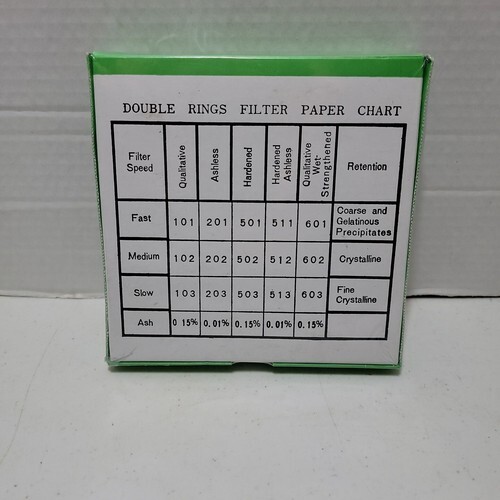 DOUBLE RINGS FILTER PAPER CHART
Filter Speed Qualitative Ashless Hardened Hardened Ashless Qualitative Wet-Strengthened Retention
Fast 101 201 501 511 601 Coarse and Gelatinous Precipitates
Medium 102 202 502 512 602 Crystalline
Slow 103 203 503 513 603 Fine Crystalline
Ash 0 15% 0.01% 0.15% 0.01% 0.15%